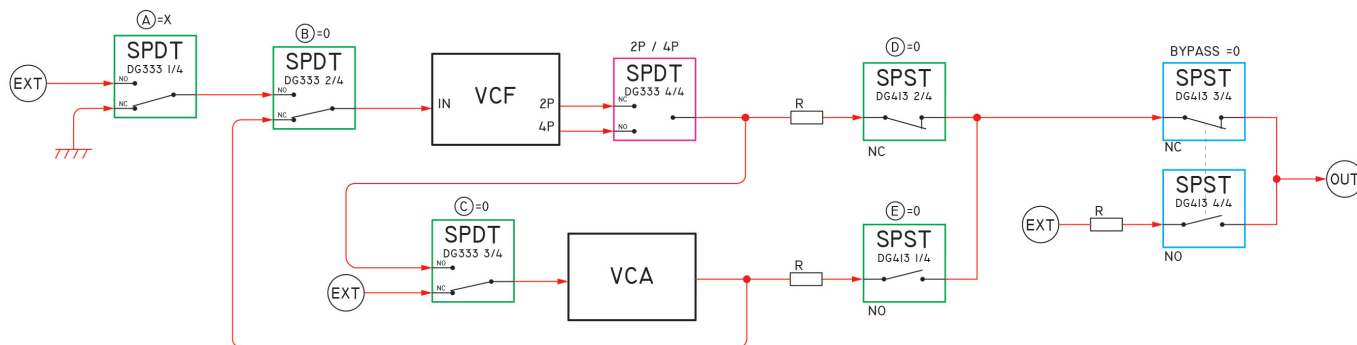 A=X
SPDT
DG333 1/4
NO
NC
EXT
B=0
SPDT
DG333 2/4
NO
NC
IN
VCF
2P
4P
2P / 4P
SPDT
DG333 4/4
NC
NO
R
D=0
SPST
DG413 2/4
NC
BYPASS =0
SPST
DG413 3/4
NC
SPST
DG413 4/4
NO
EXT
R
OUT
C=0
SPDT
DG333 3/4
NO
NC
EXT
VCA
R
E=0
SPST
DG413 1/4
NO